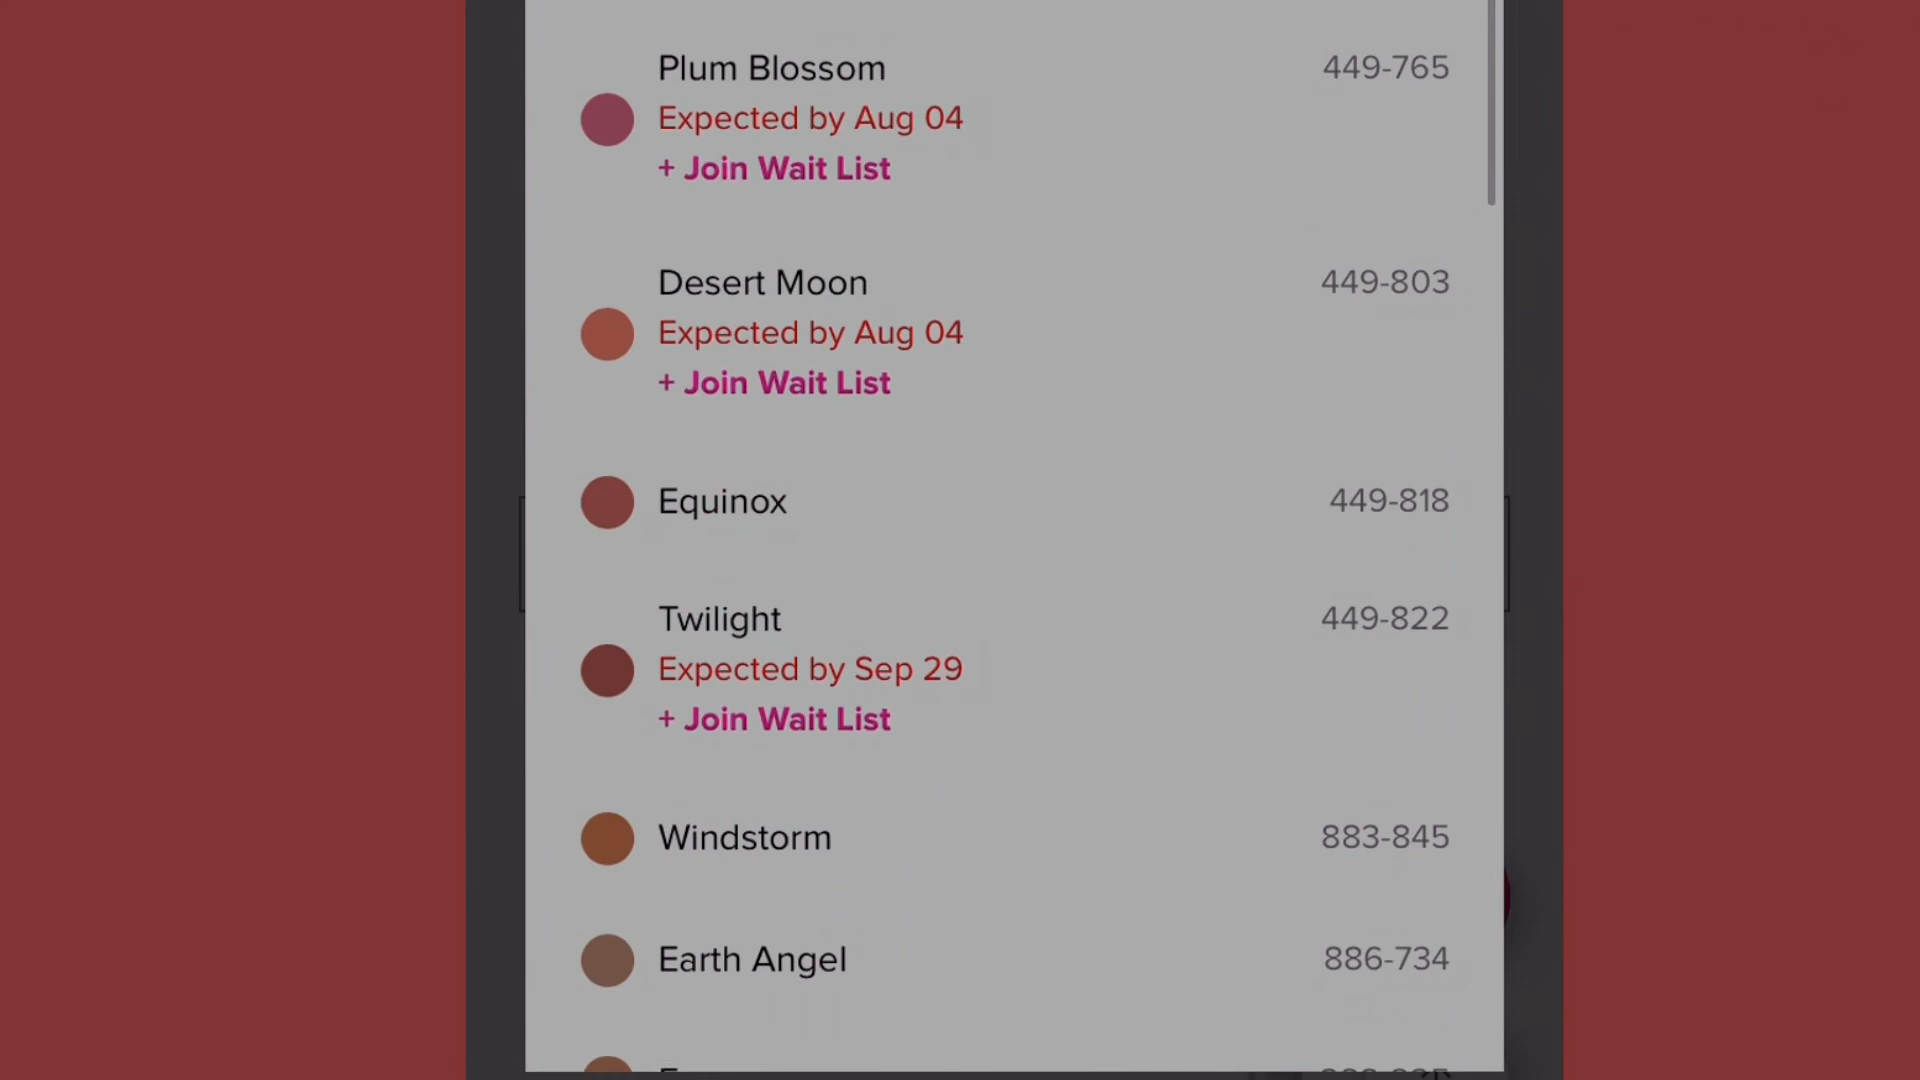 Plum Blossom 449-765
Expected by Aug 04
+ Join Wait List
Desert Moon 449-803
Expected by Aug 04
+ Join Wait List
Equinox 449-818
Twilight 449-822
Expected by Sep 29
+ Join Wait List
Windstorm 883-845
Earth Angel 886-734